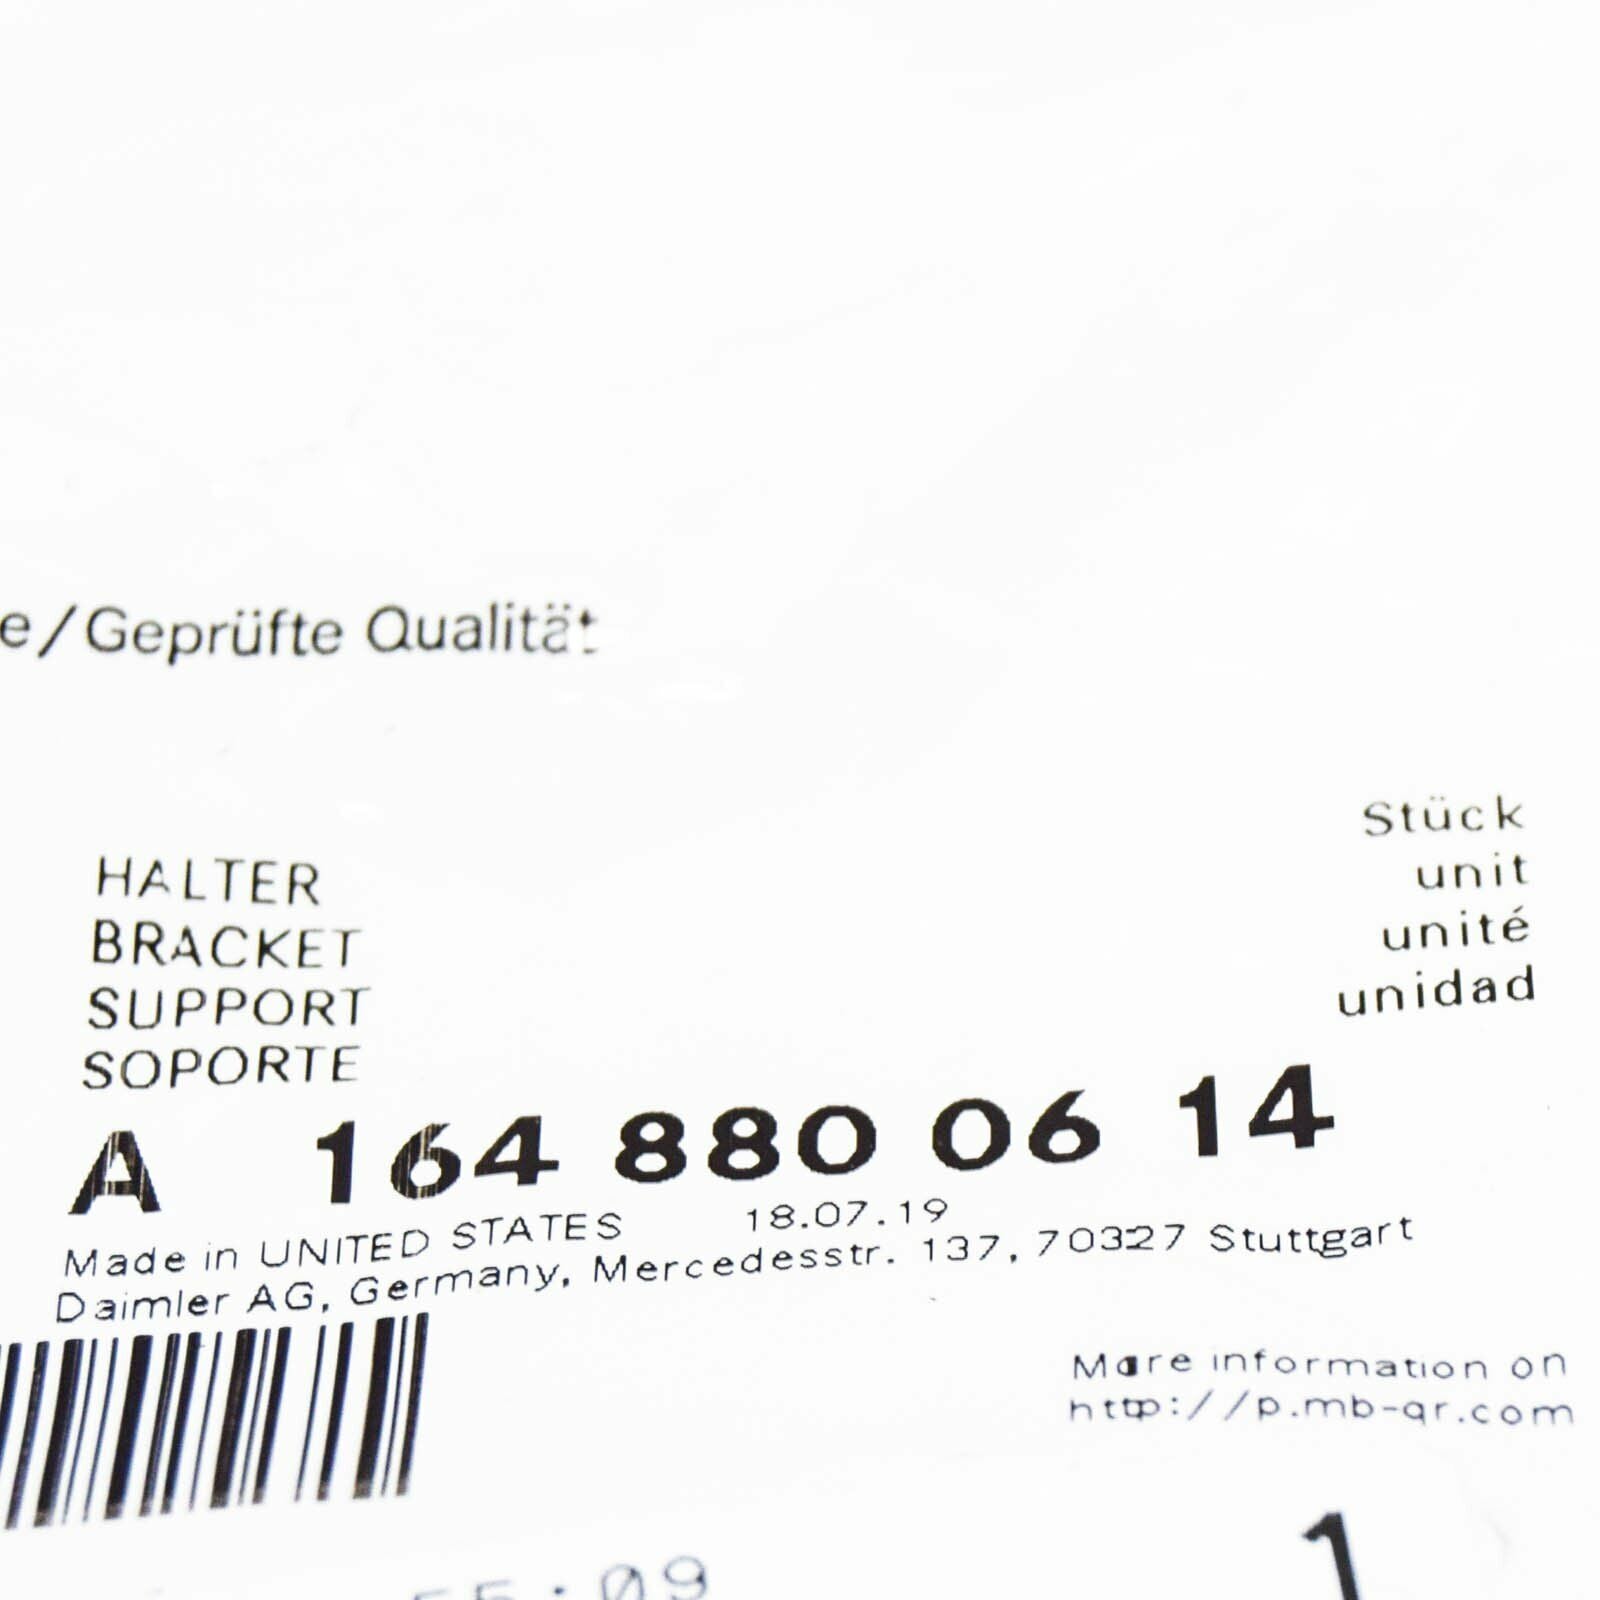 e/Geprüfte Qualität
HALTER
BRACKET
SUPPORT
SOPORTE
Stück
unit
unité
unidad
A 164 880 06 14
Made in UNITED STATES 18.07.19
Daimler AG, Germany, Mercedesstr. 137, 70327 Stuttgart
More information on
http://p.mb-qr.com
1